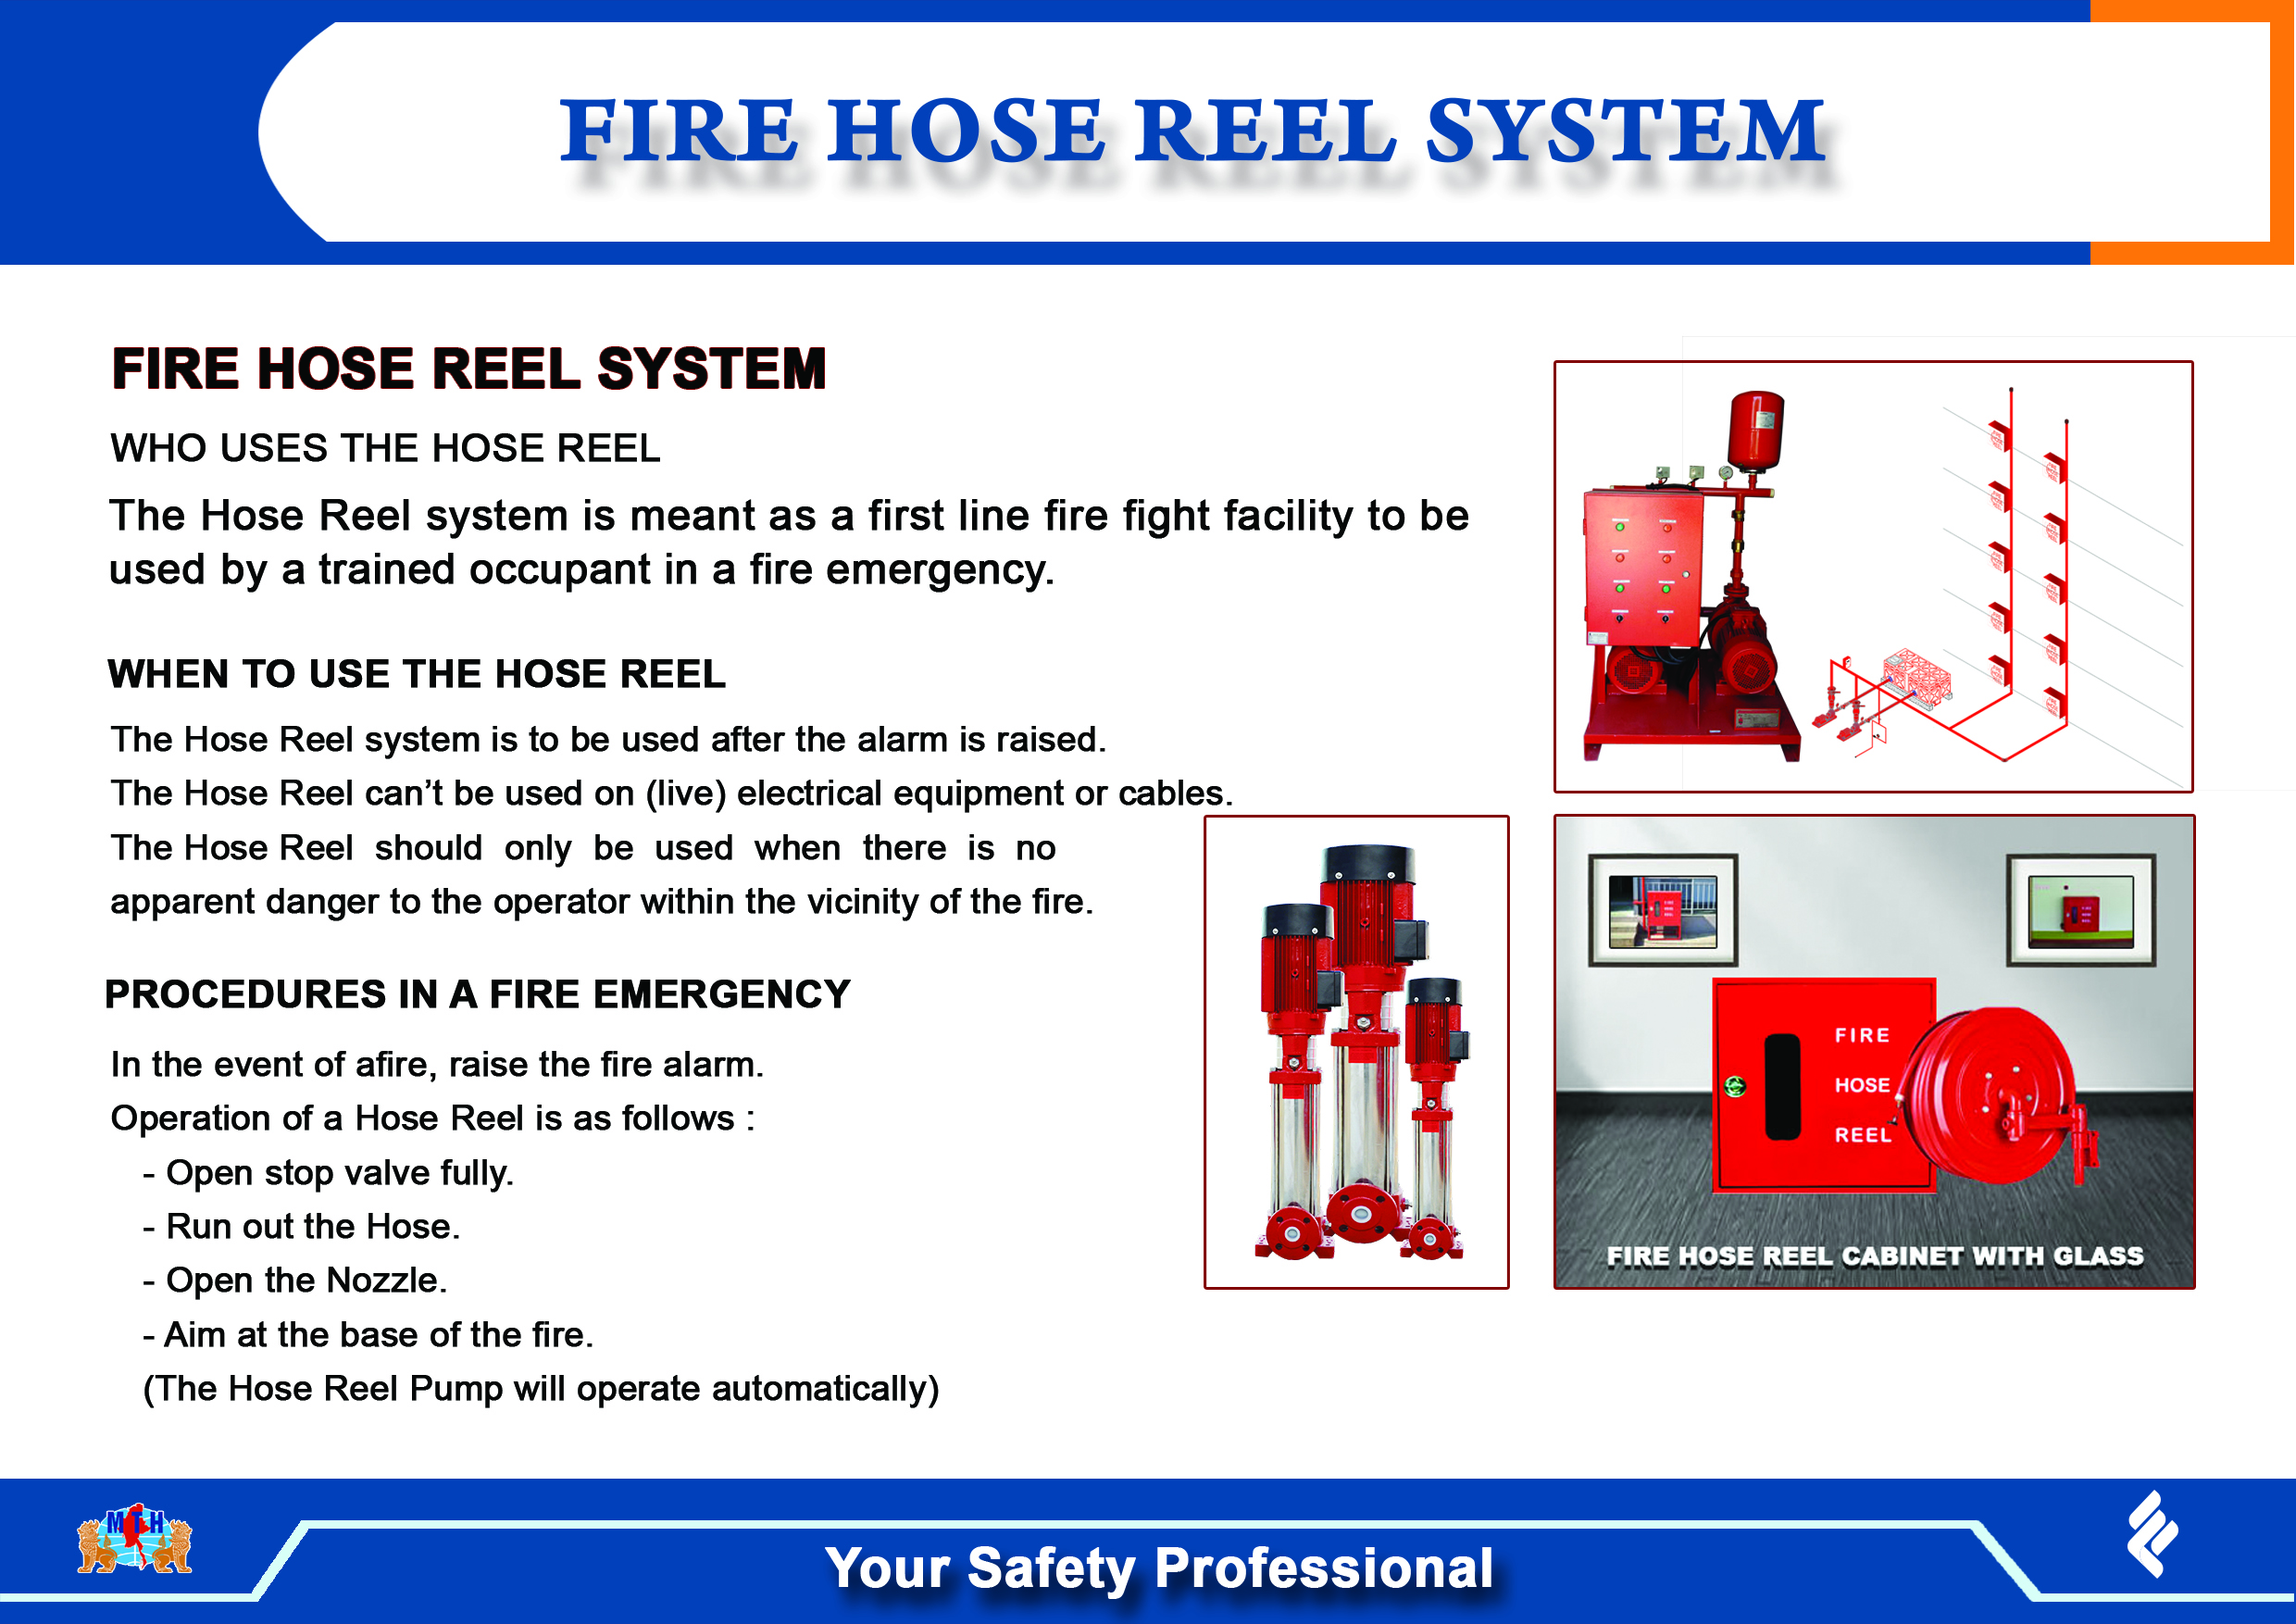 FIRE HOSE REEL SYSTEM
FIRE HOSE REEL SYSTEM
WHO USES THE HOSE REEL
The Hose Reel system is meant as a first line fire fight facility to be
used by a trained occupant in a fire emergency.
WHEN TO USE THE HOSE REEL
The Hose Reel system is to be used after the alarm is raised.
The Hose Reel can’t be used on (live) electrical equipment or cables.
The Hose Reel should only be used when there is no
apparent danger to the operator within the vicinity of the fire.
PROCEDURES IN A FIRE EMERGENCY
In the event of afire, raise the fire alarm.
Operation of a Hose Reel is as follows :
- Open stop valve fully.
- Run out the Hose.
- Open the Nozzle.
- Aim at the base of the fire.
(The Hose Reel Pump will operate automatically)
FIRE
HOSE
REEL
FIRE
HOSE
REEL
FIRE
HOSE
REEL
FIRE HOSE REEL CABINET WITH GLASS
MTH
Your Safety Professional